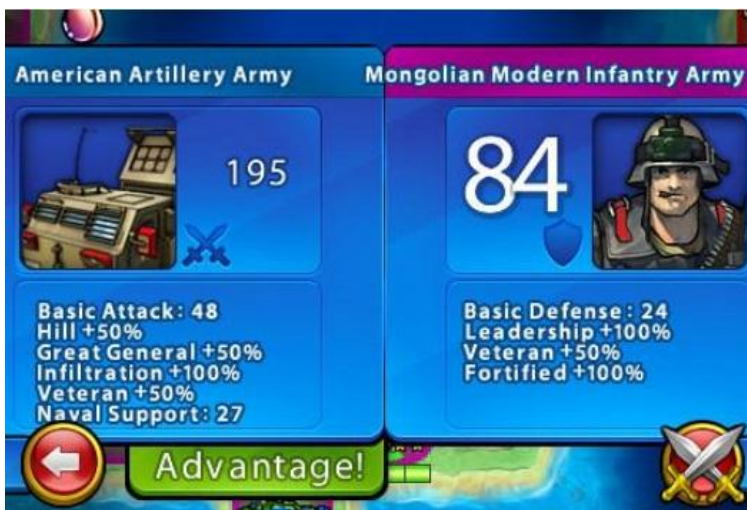 American Artillery Army
195
Basic Attack: 48
Hill +50%
Great General +50%
Infiltration +100%
Veteran +50%
Naval Support: 27
Mongolian Modern Infantry Army
84
Basic Defense: 24
Leadership +100%
Veteran +50%
Fortified +100%
Advantage!